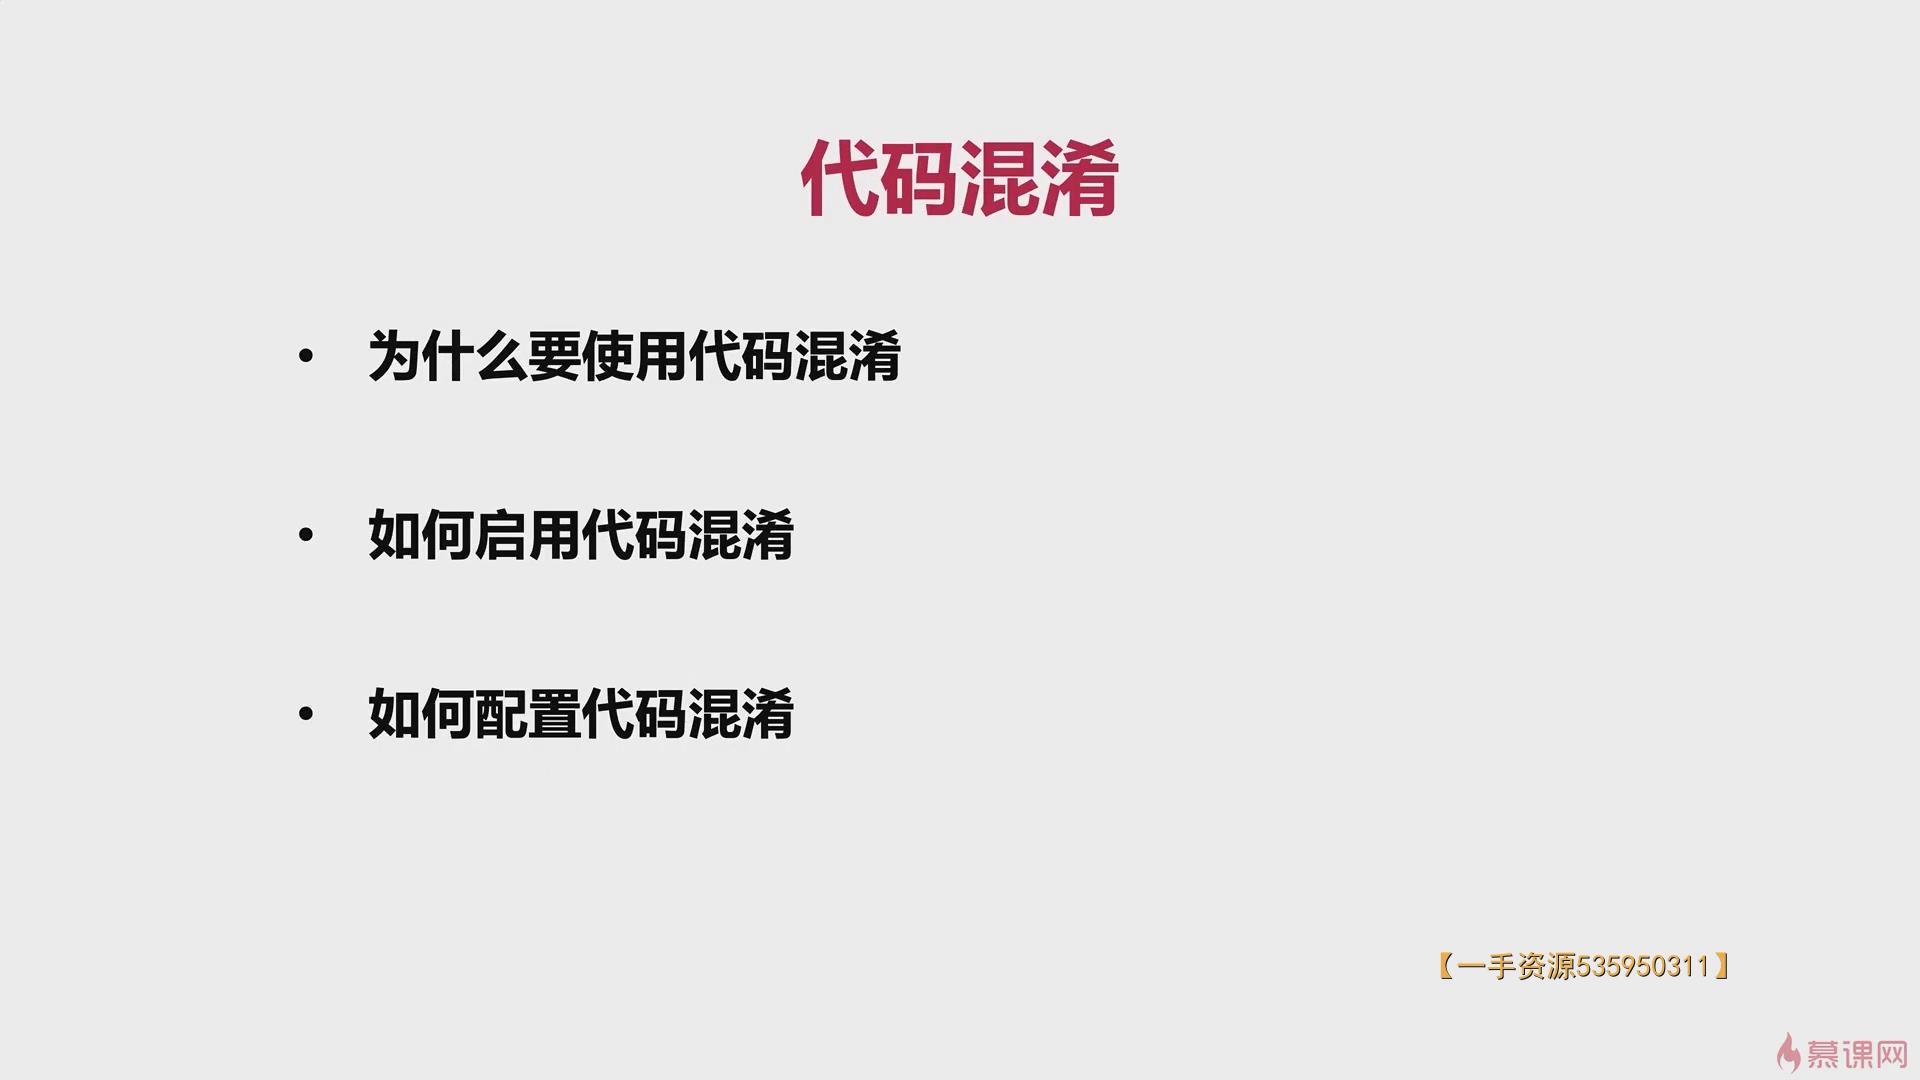 代码混淆
• 为什么要使用代码混淆
• 如何启用代码混淆
• 如何配置代码混淆
【一手资源535950311】
慕课网